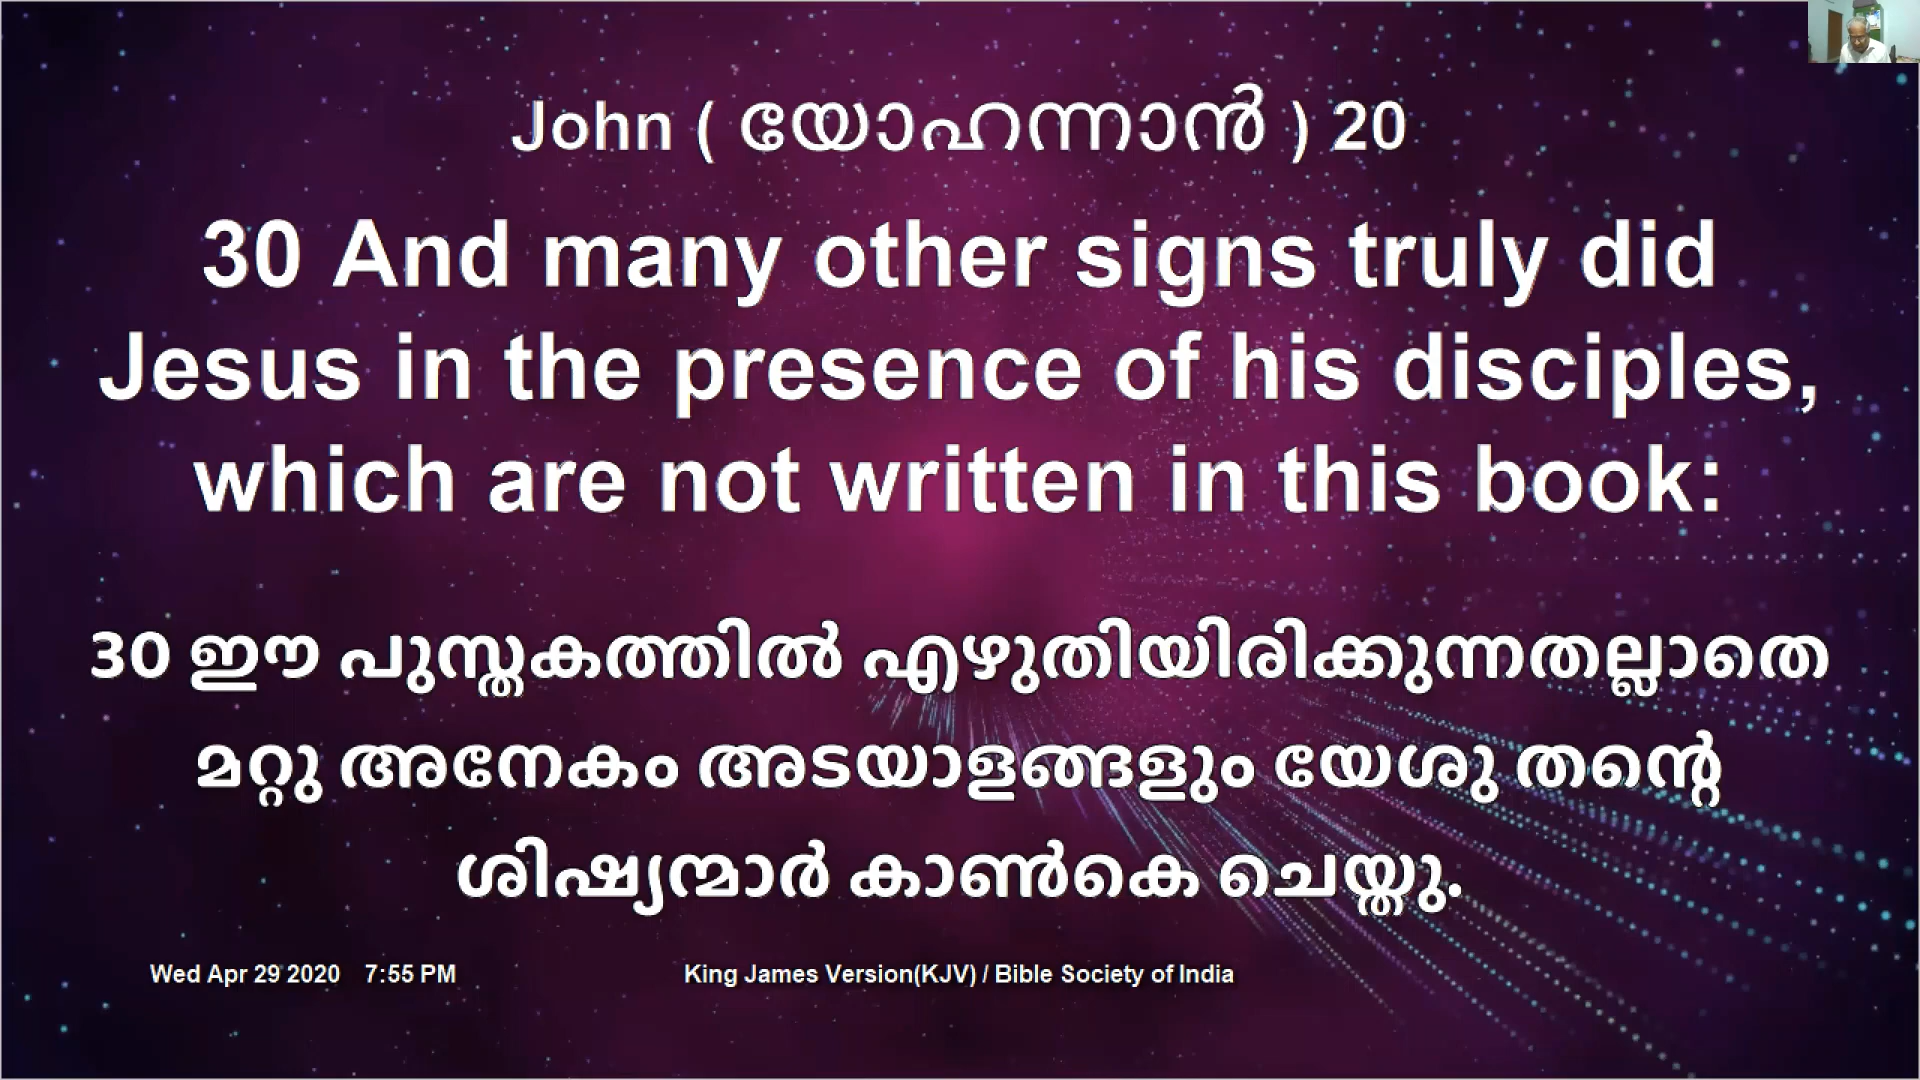 John ( യോഹന്നാൻ ) 20
30 And many other signs truly did
Jesus in the presence of his disciples,
which are not written in this book:
30 ഈ പുസ്തകത്തിൽ എഴുതിയിരിക്കുന്നതല്ലാതെ
മറ്റു അനേകം അടയാളങ്ങളും യേശു തന്റെ
ശിഷ്യന്മാർ കാൺകെ ചെയ്തു.
Wed Apr 29 2020 7:55 PM King James Version(KJV) / Bible Society of India